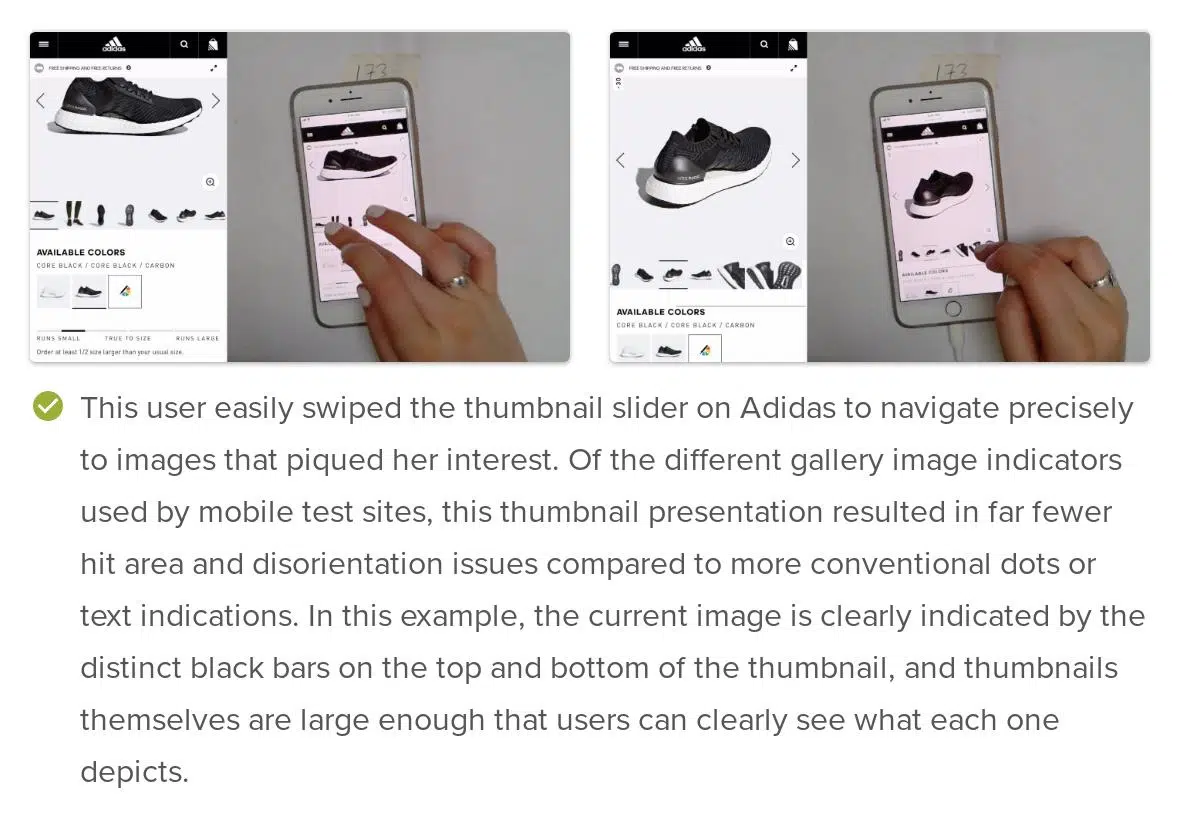 adidas
FREE SHIPPING AND FREE RETURNS
AVAILABLE COLORS
CORE BLACK / CORE BLACK / CARBON
RUNS SMALL TRUE TO SIZE RUNS LARGE
Order at least 1/2 size larger than your usual size.
173
adidas
FREE SHIPPING AND FREE RETURNS
-30
AVAILABLE COLORS
CORE BLACK / CORE BLACK / CARBON
173
AVAILABLE COLORS
This user easily swiped the thumbnail slider on Adidas to navigate precisely
to images that piqued her interest. Of the different gallery image indicators
used by mobile test sites, this thumbnail presentation resulted in far fewer
hit area and disorientation issues compared to more conventional dots or
text indications. In this example, the current image is clearly indicated by the
distinct black bars on the top and bottom of the thumbnail, and thumbnails
themselves are large enough that users can clearly see what each one
depicts.